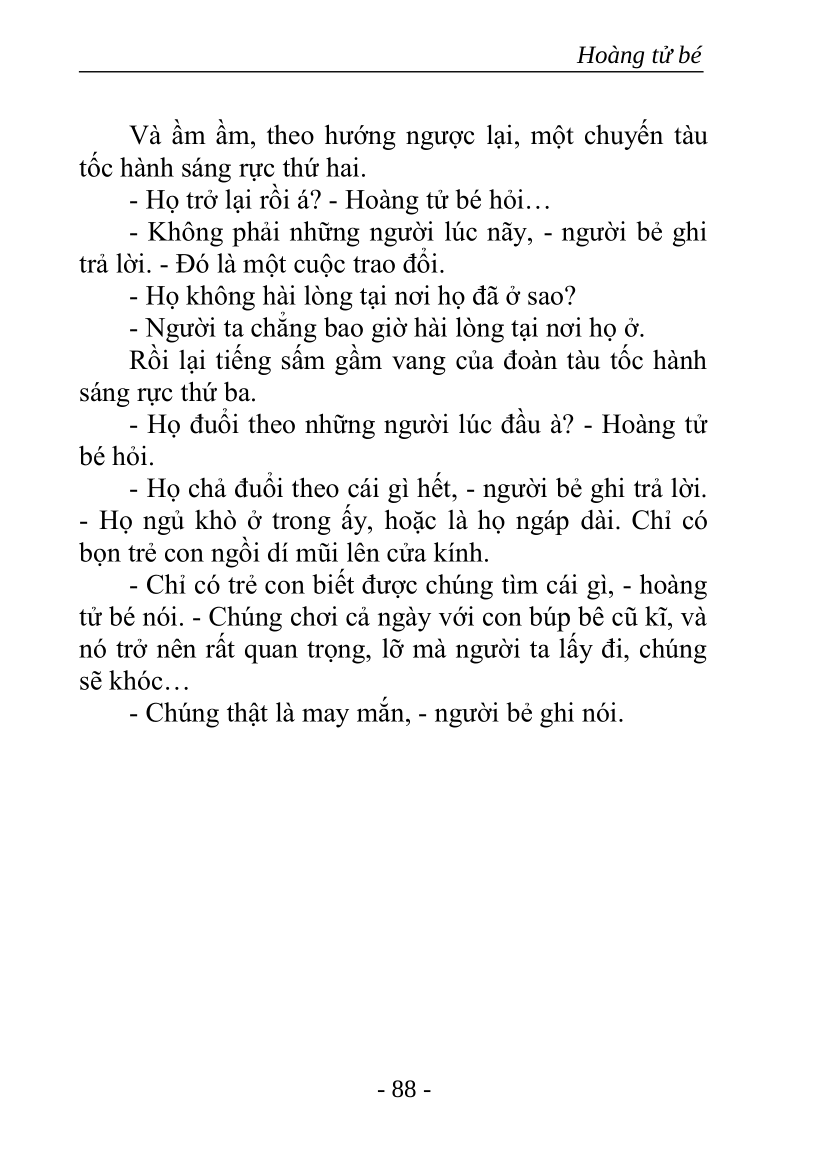 Hoàng tử bé
Và ầm ầm, theo hướng ngược lại, một chuyến tàu
tốc hành sáng rực thứ hai.
- Họ trở lại rồi á? - Hoàng tử bé hỏi…
- Không phải những người lúc nãy, - người bẻ ghi
trả lời. - Đó là một cuộc trao đổi.
- Họ không hài lòng tại nơi họ đã ở sao?
- Người ta chẳng bao giờ hài lòng tại nơi họ ở.
Rồi lại tiếng sấm gầm vang của đoàn tàu tốc hành
sáng rực thứ ba.
- Họ đuổi theo những người lúc đầu à? - Hoàng tử
bé hỏi.
- Họ chả đuổi theo cái gì hết, - người bẻ ghi trả lời.
- Họ ngủ khò ở trong ấy, hoặc là họ ngáp dài. Chỉ có
bọn trẻ con ngồi dí mũi lên cửa kính.
- Chỉ có trẻ con biết được chúng tìm cái gì, - hoàng
tử bé nói. - Chúng chơi cả ngày với con búp bê cũ kĩ, và
nó trở nên rất quan trọng, lỡ mà người ta lấy đi, chúng
sẽ khóc…
- Chúng thật là may mắn, - người bẻ ghi nói.
- 88 -